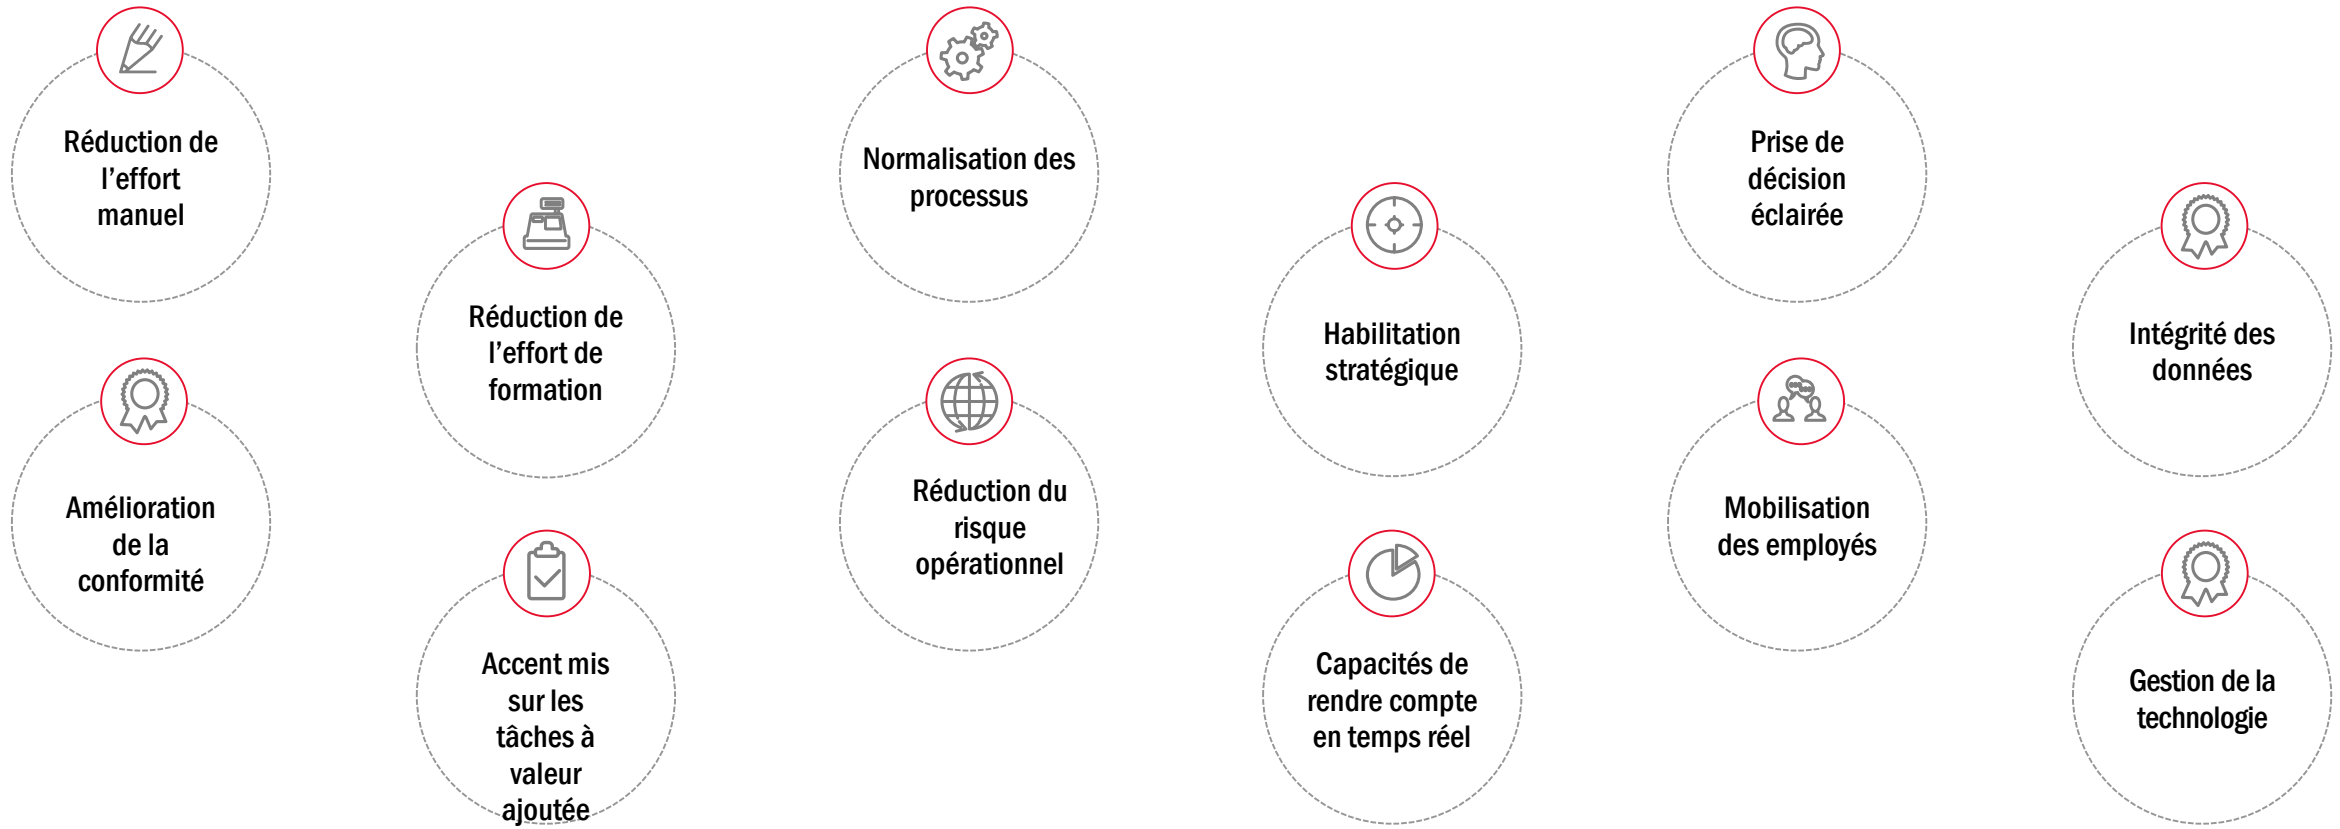 Réduction de
l’effort
manuel
Normalisation des
processus
Prise de
décision
éclairée
Réduction de
l’effort de
formation
Habilitation
stratégique
Intégrité des
données
Amélioration
de la
conformité
Réduction du
risque
opérationnel
Mobilisation
des employés
Accent mis
sur les
tâches à
valeur
ajoutée
Capacités de
rendre compte
en temps réel
Gestion de la
technologie